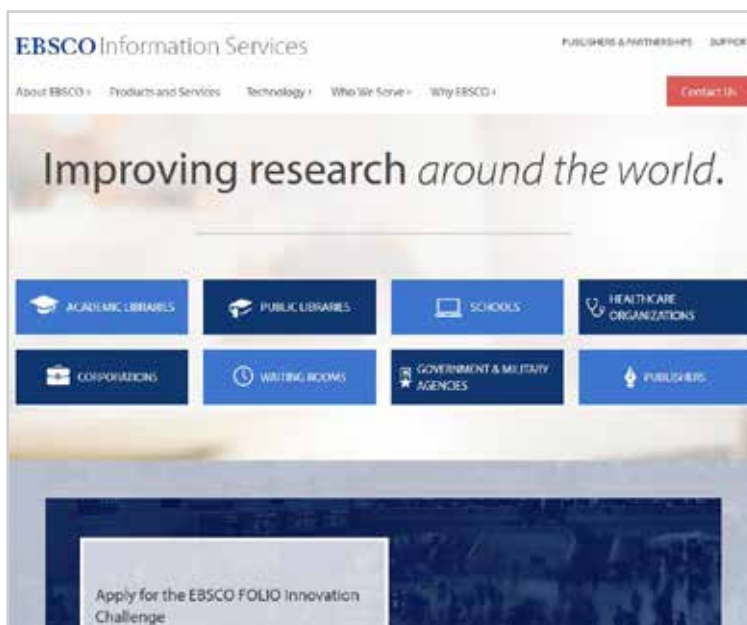 EBSCO Information Services
PUBLISHERS & PARTNERSHIPS SUPPOR
About EBSCO Products and Services Technology Who We Serve Why EBSCO
Contact Us
Improving research around the world.
ACADEMIC LIBRARIES
PUBLIC LIBRARIES
SCHOOLS
HEALTHCARE
ORGANIZATIONS
CORPORATIONS
WAITING ROOMS
GOVERNMENT & MILITARY
AGENCIES
PUBLISHERS
Apply for the EBSCO FOLIO Innovation
Challenge